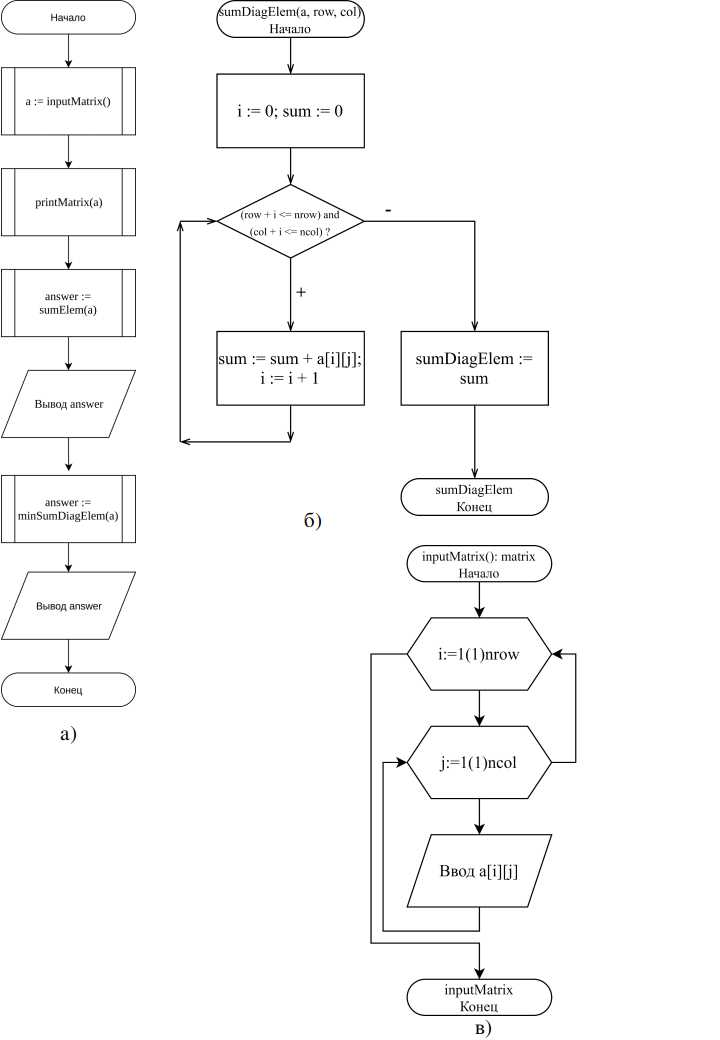 Начало
a := inputMatrix()
printMatrix(a)
answer :=
sumElem(a)
Вывод answer
answer :=
minSumDiagElem(a)
Вывод answer
Конец
а)
sumDiagElem(a, row, col)
Начало
i := 0; sum := 0
(row + i <= nrow) and
(col + i <= ncol) ?
-
+
sum := sum + a[i][j];
i := i + 1
sumDiagElem :=
sum
sumDiagElem
Конец
б)
inputMatrix(): matrix
Начало
i:=1(1)nrow
j:=1(1)ncol
Ввод a[i][j]
inputMatrix
Конец
в)